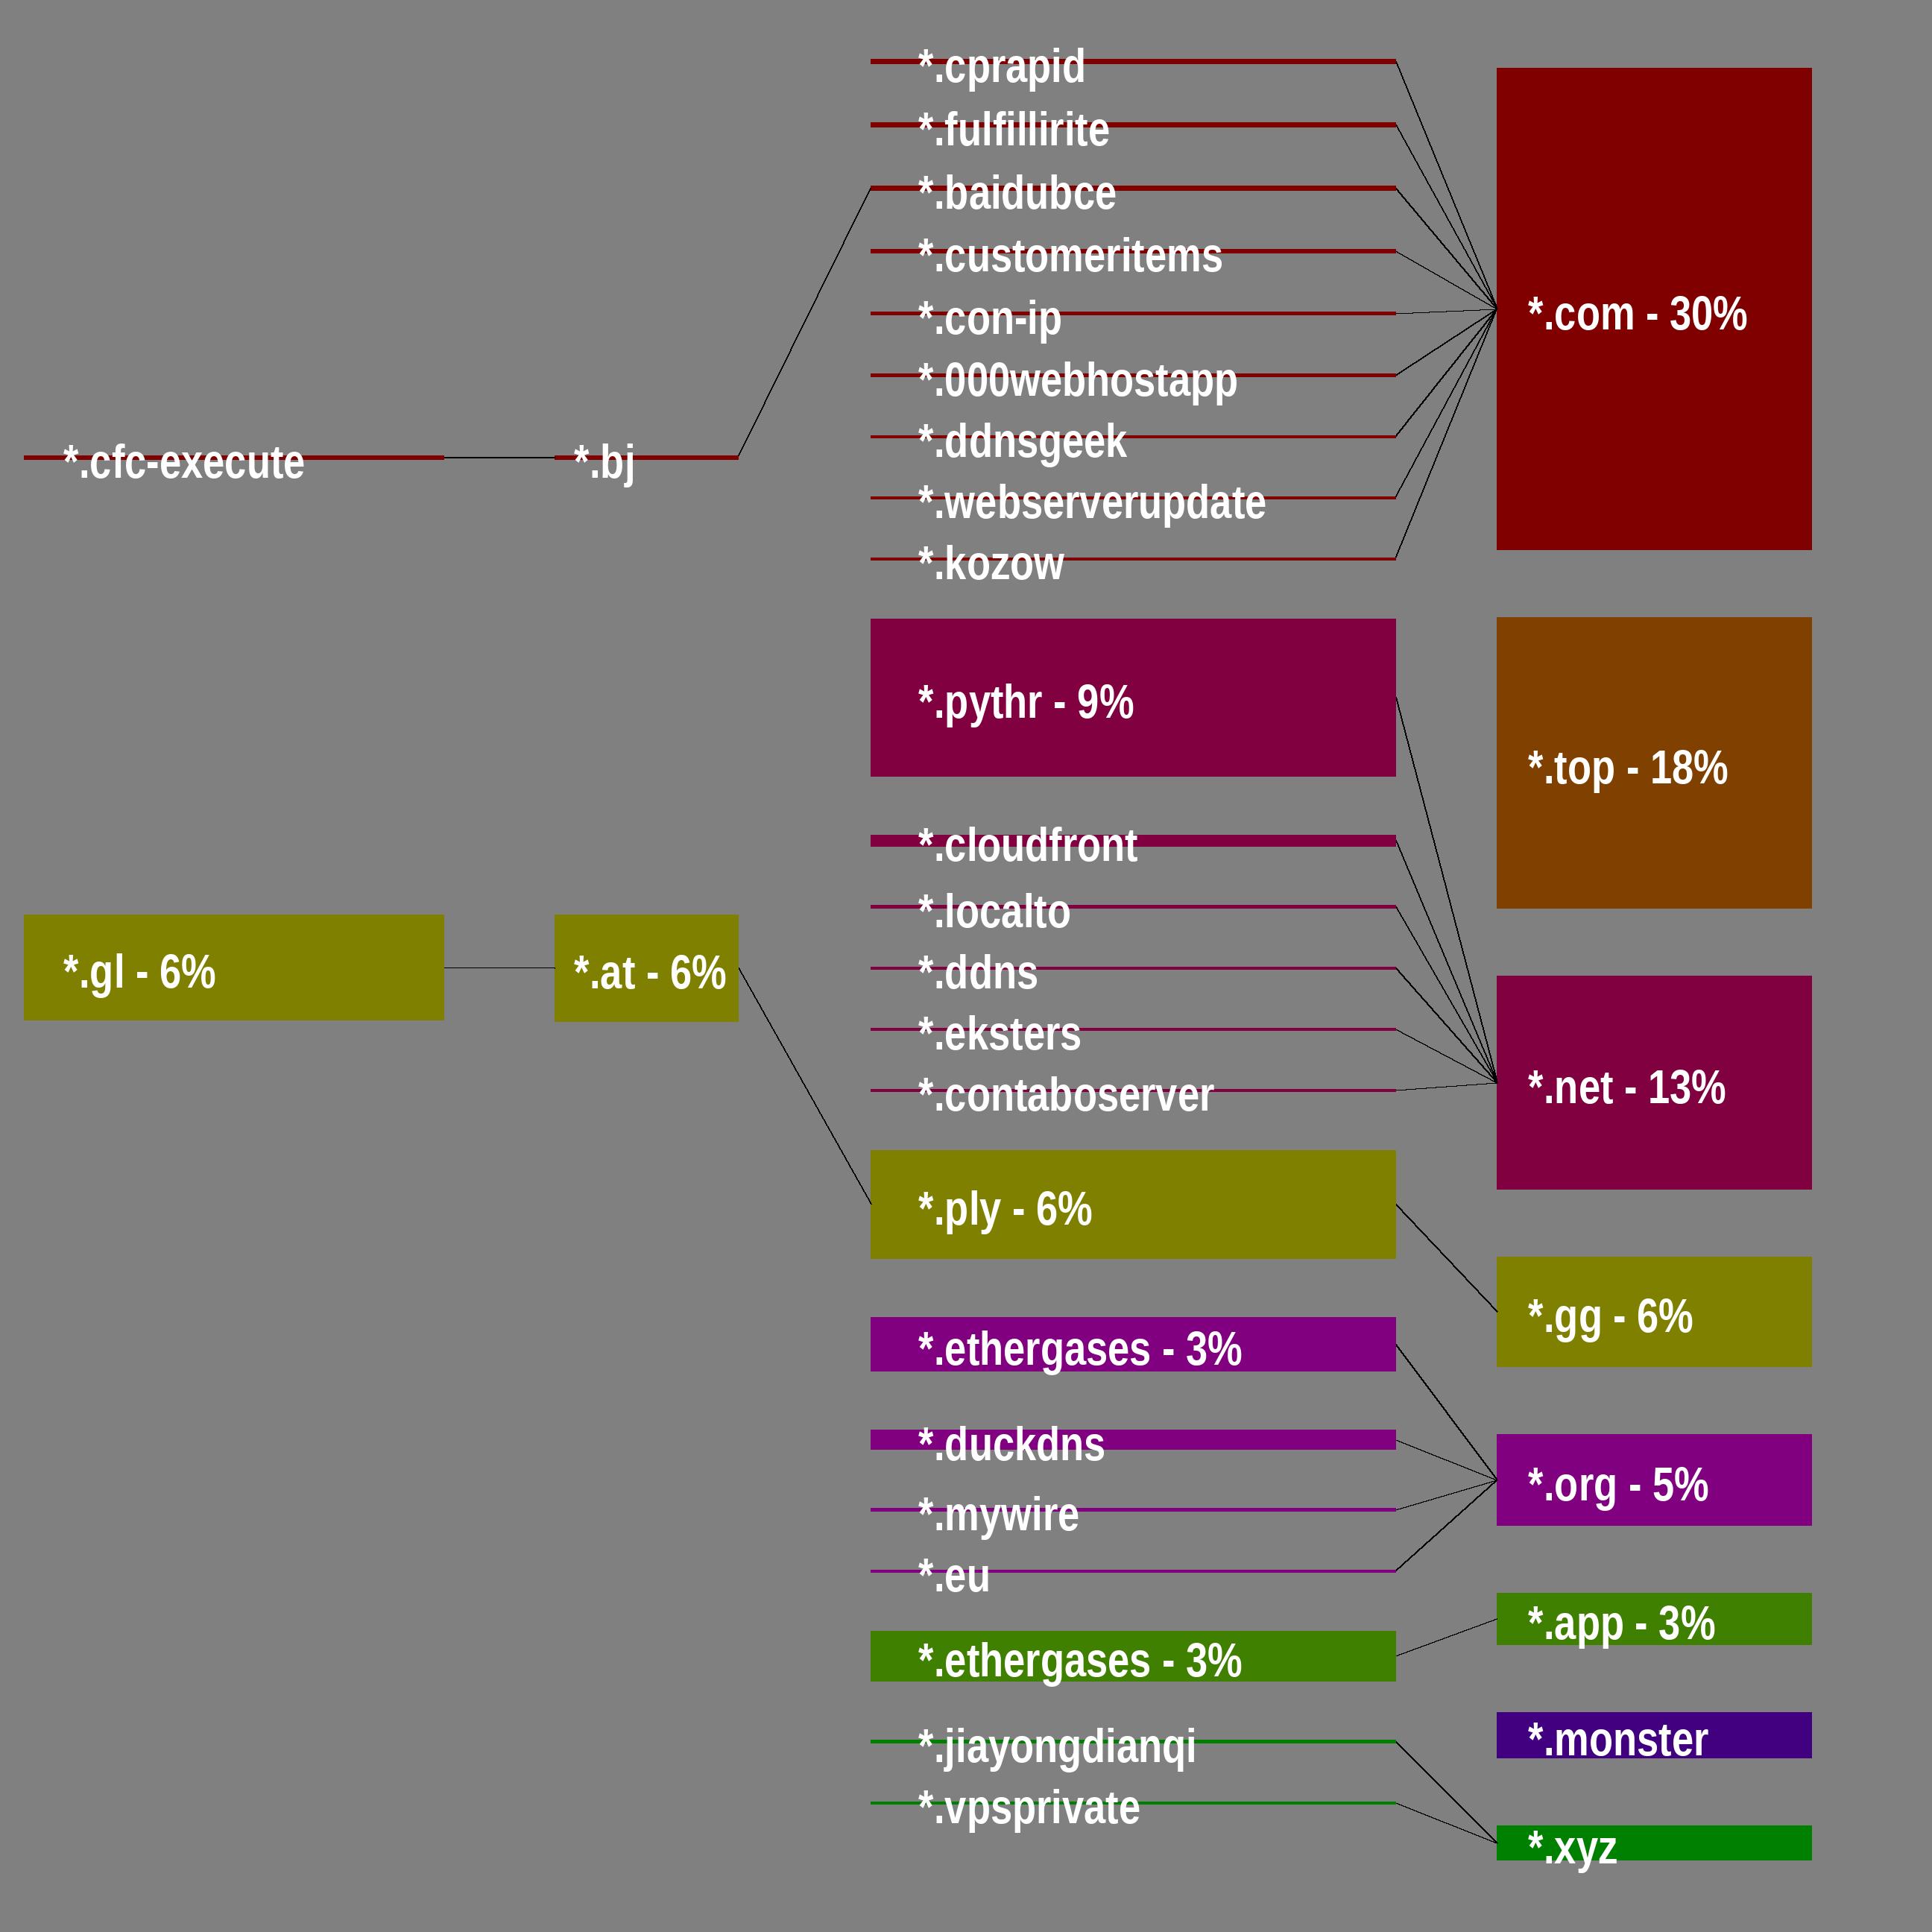 *.cprapid
*.fulfillirite
*.baidubce
*.customeritems
*.con-ip
*.000webhostapp
*.ddnsgeek
*.webserverupdate
*.kozow
*.com - 30%
*.cfc-execute
*.bj
*.pythr - 9%
*.top - 18%
*.cloudfront
*.localto
*.ddns
*.eksters
*.contaboserver
*.net - 13%
*.gl - 6%
*.at - 6%
*.ply - 6%
*.gg - 6%
*.ethergases - 3%
*.duckdns
*.mywire
*.eu
*.org - 5%
*.ethergases - 3%
*.app - 3%
*.monster
*.jiayongdianqi
*.vpsprivate
*.xyz